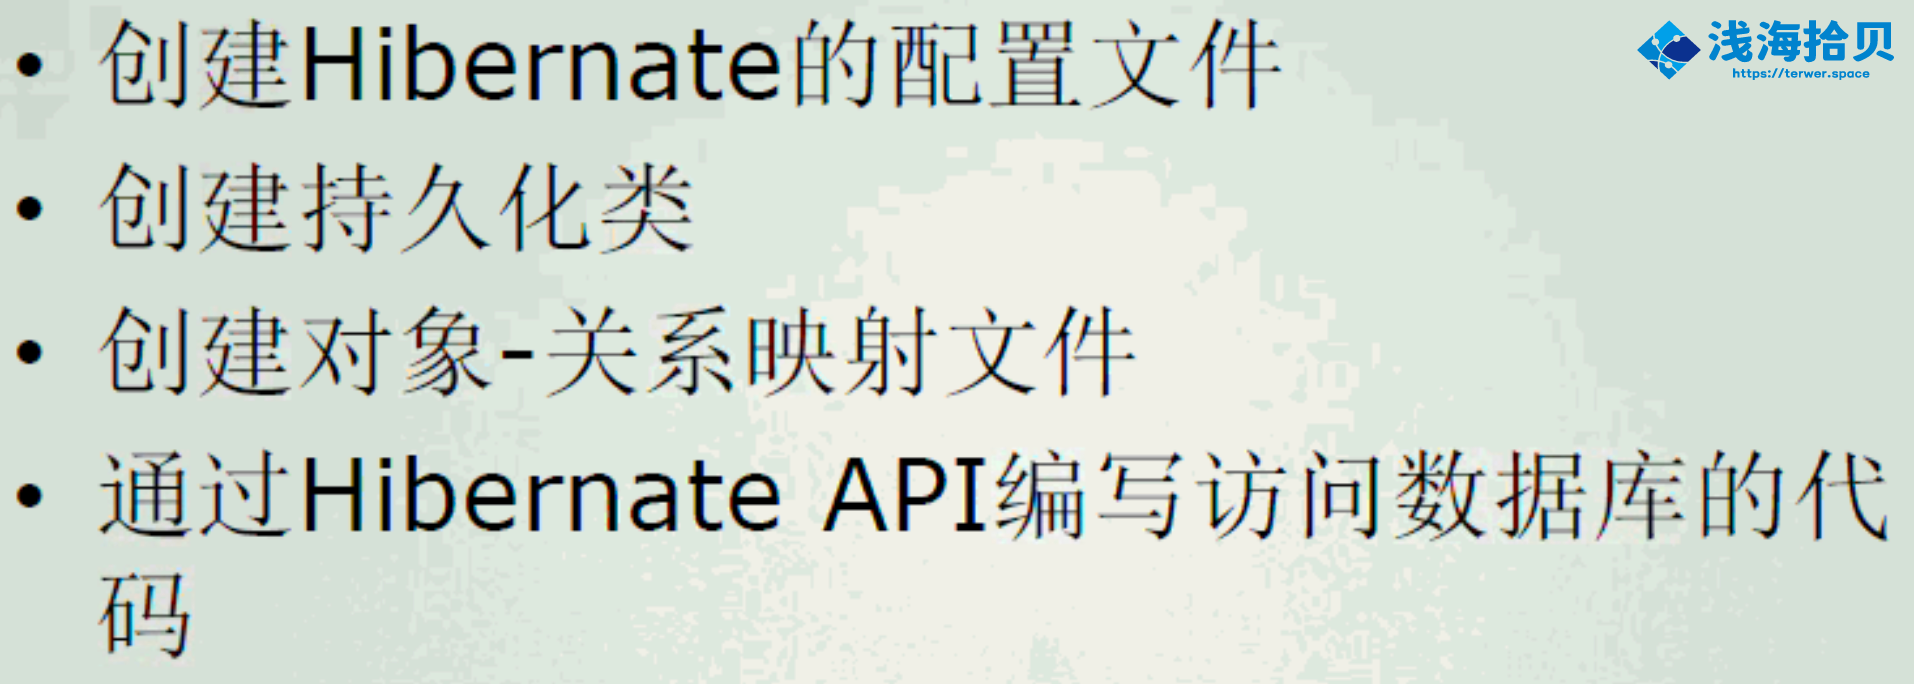 • 创建Hibernate的配置文件
浅海拾贝
https://terwer.space
• 创建持久化类
• 创建对象-关系映射文件
• 通过Hibernate API编写访问数据库的代
码